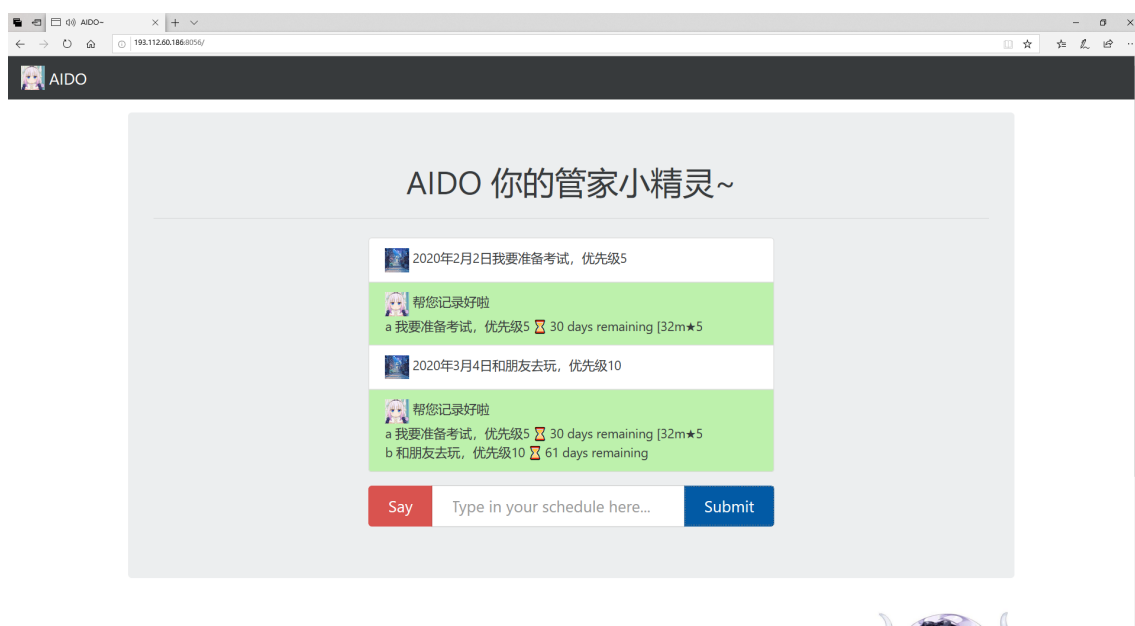 AIDO~
193.112.60.186:8056/
AIDO
AIDO 你的管家小精灵~
2020年2月2日我要准备考试，优先级5
帮您记录好啦
a 我要准备考试，优先级5 ⌛ 30 days remaining [32m★5
2020年3月4日和朋友去玩，优先级10
帮您记录好啦
a 我要准备考试，优先级5 ⌛ 30 days remaining [32m★5
b 和朋友去玩，优先级10 ⌛ 61 days remaining
Say Type in your schedule here... Submit